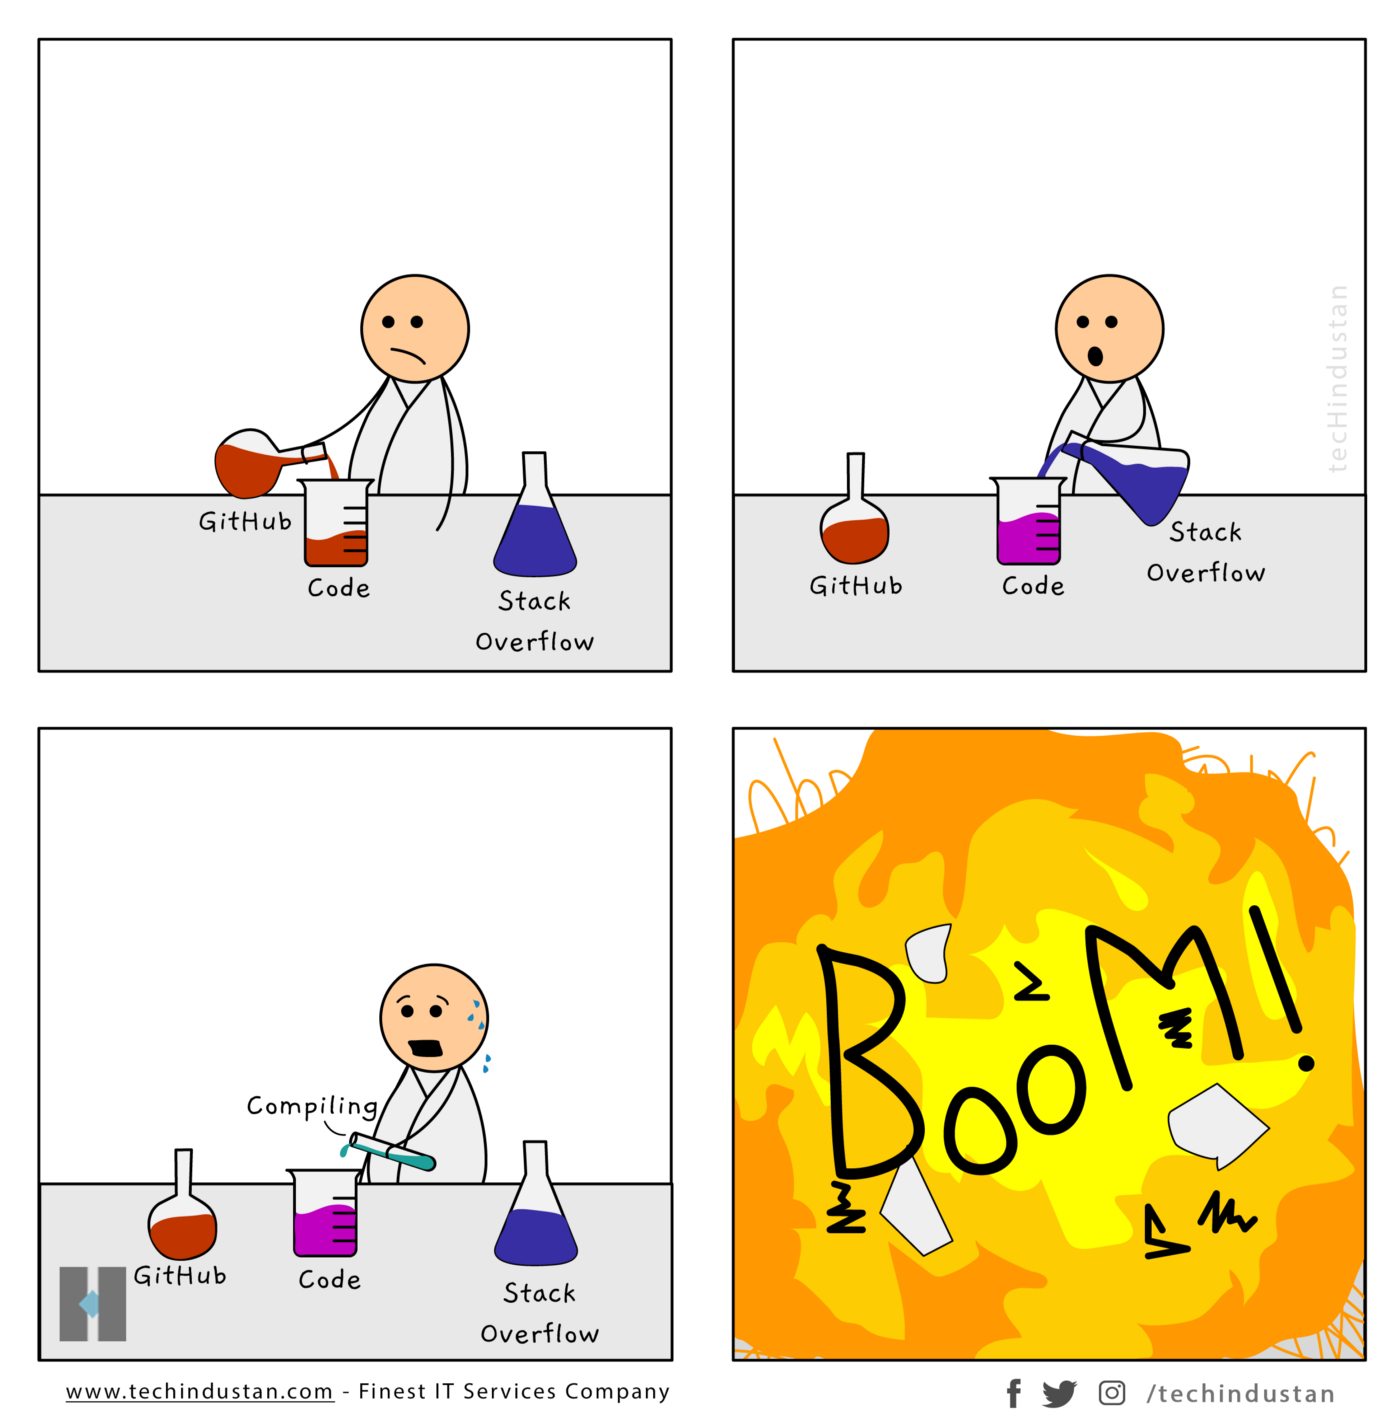 GitHub
Code
Stack
Overflow
tecHindustan
GitHub
Code
Stack
Overflow
Compiling
GitHub
Code
Stack
Overflow
BOOM!
www.techindustan.com - Finest IT Services Company
/techindustan